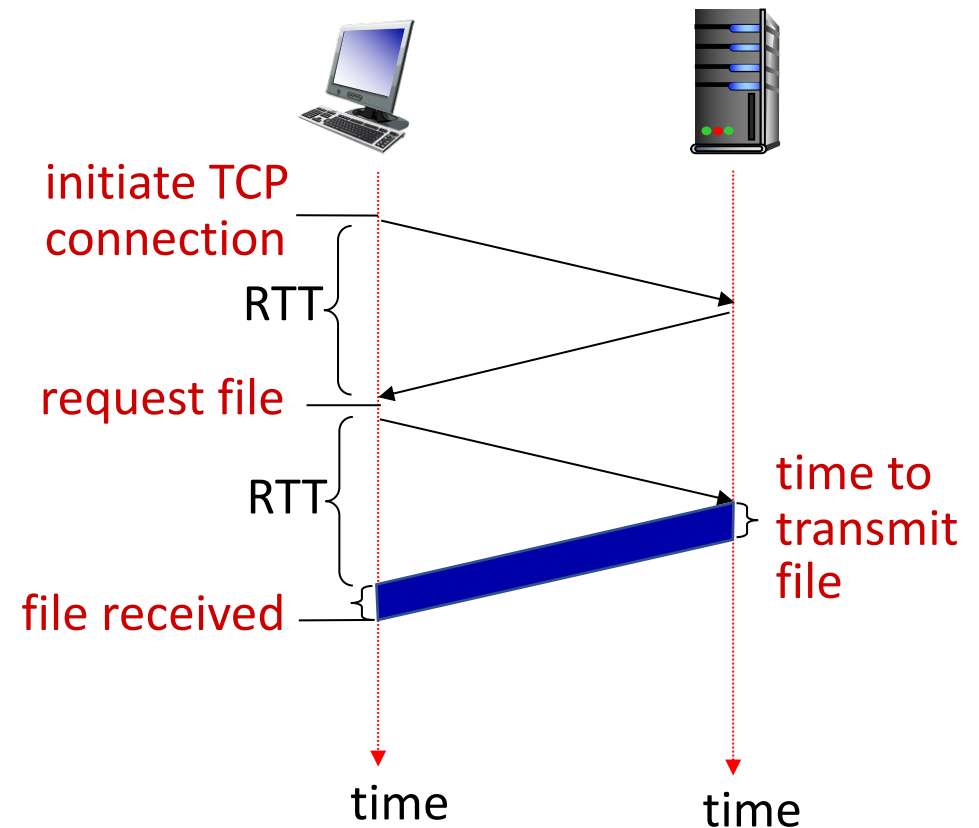 initiate TCP
connection
RTT
request file
RTT
time to
transmit
file
file received
time
time